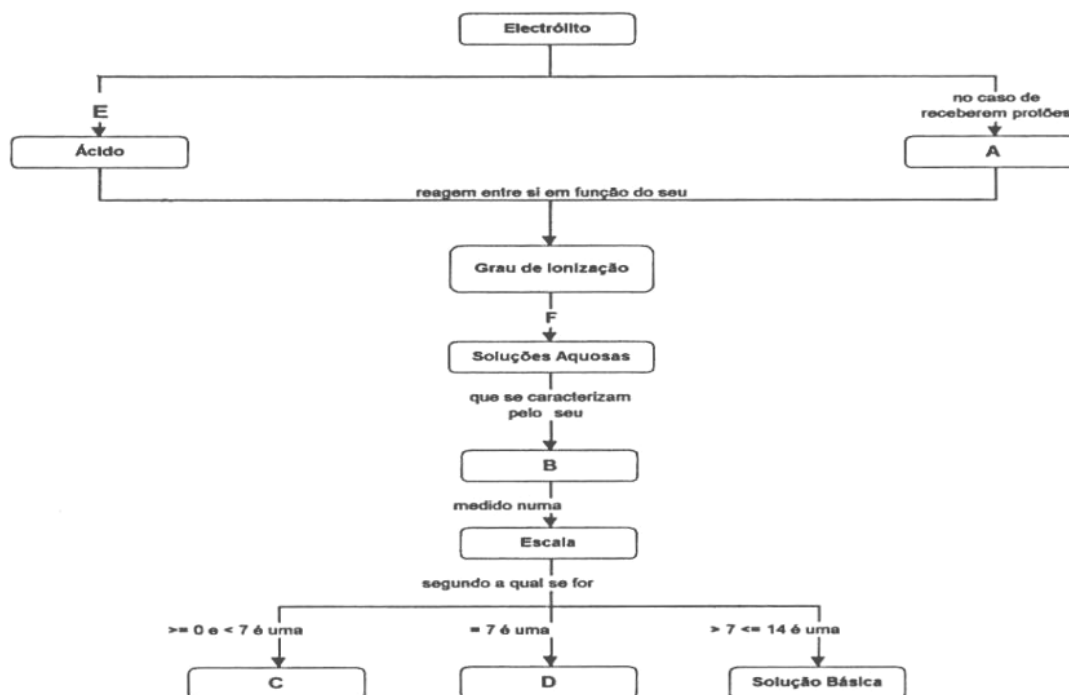 Electrólito
E
no caso de
receberem protões
Ácido
A
reagem entre si em função do seu
Grau de Ionização
F
Soluções Aquosas
que se caracterizam
pelo seu
B
medido numa
Escala
segundo a qual se for
>= 0 e < 7 é uma
= 7 é uma
> 7 <= 14 é uma
C
D
Solução Básica